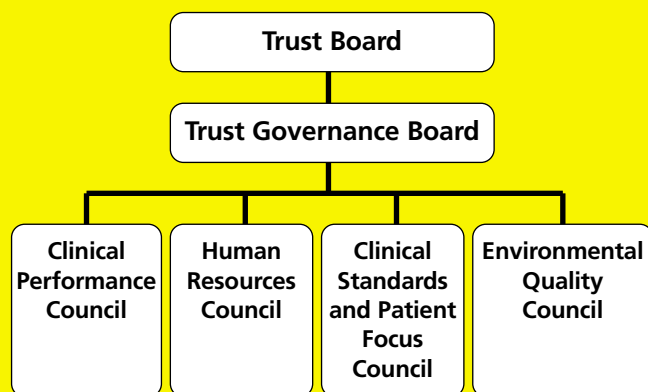 Trust Board
Trust Governance Board
Clinical
Performance
Council
Human
Resources
Council
Clinical
Standards
and Patient
Focus
Council
Environmental
Quality
Council